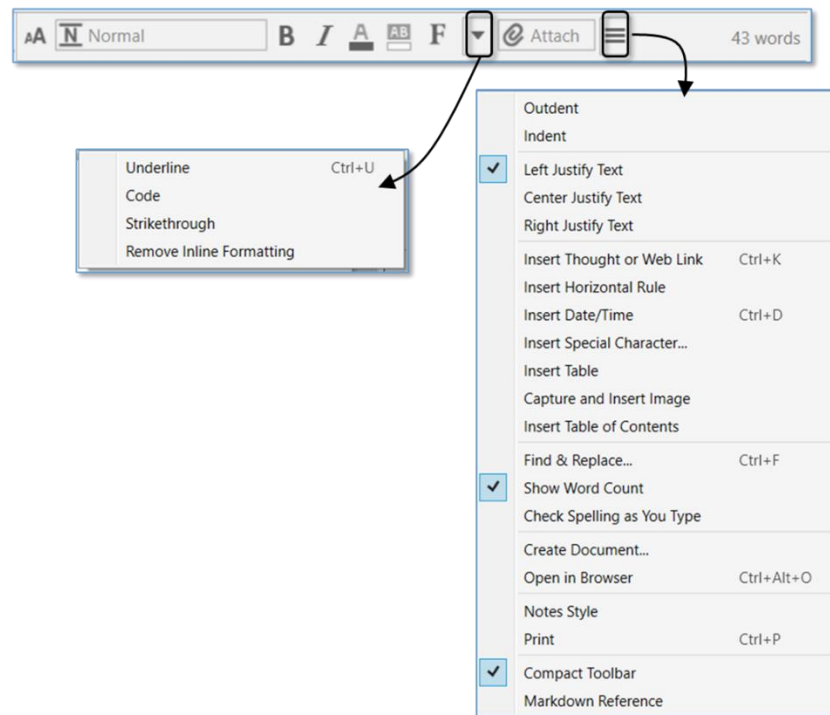 AA N Normal B I A AB F Attach 43 words
Underline Ctrl+U
Code
Strikethrough
Remove Inline Formatting
Outdent
Indent
Left Justify Text
Center Justify Text
Right Justify Text
Insert Thought or Web Link Ctrl+K
Insert Horizontal Rule
Insert Date/Time Ctrl+D
Insert Special Character...
Insert Table
Capture and Insert Image
Insert Table of Contents
Find & Replace... Ctrl+F
Show Word Count
Check Spelling as You Type
Create Document...
Open in Browser Ctrl+Alt+O
Notes Style
Print Ctrl+P
Compact Toolbar
Markdown Reference